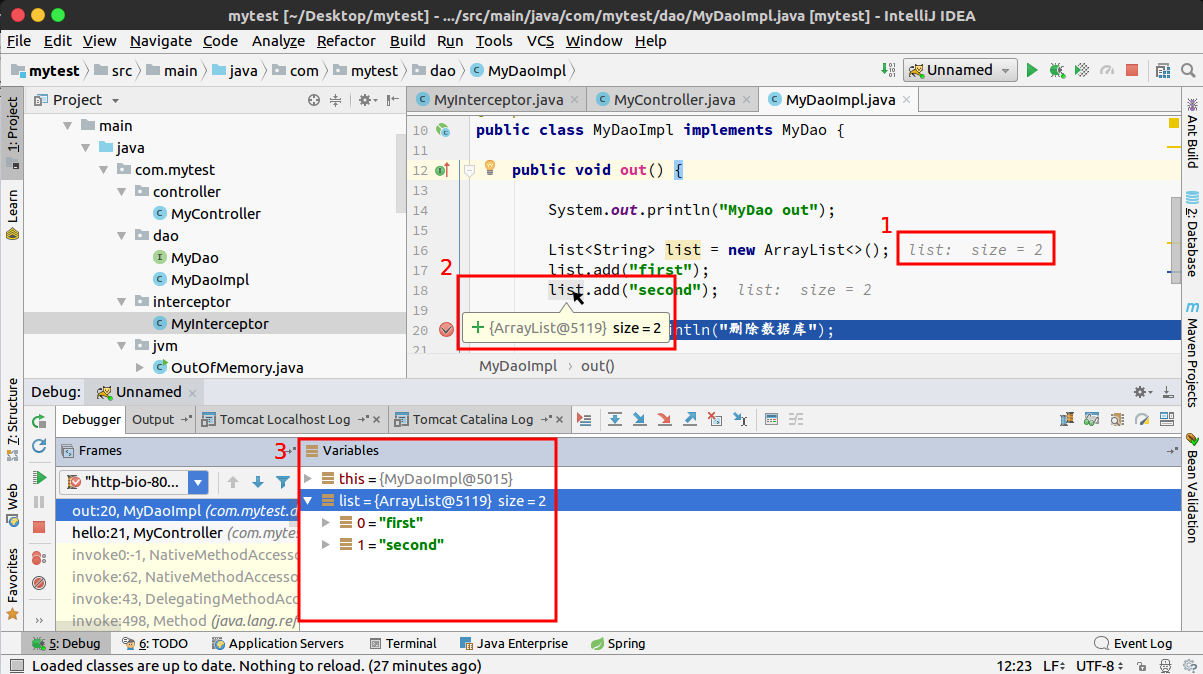 mytest [~/Desktop/mytest] - .../src/main/java/com/mytest/dao/MyDaoImpl.java [mytest] - IntelliJ IDEA
File Edit View Navigate Code Analyze Refactor Build Run Tools VCS Window Help
mytest src main java com mytest dao MyDaoImpl Unnamed
Project
MyInterceptor.java MyController.java MyDaoImpl.java
1: Project
Learn
7: Structure
Web
Favorites
main
java
com.mytest
controller
MyController
dao
MyDao
MyDaoImpl
interceptor
MyInterceptor
jvm
OutOfMemory.java
10 public class MyDaoImpl implements MyDao {
11
12 public void out() {
13
14 System.out.println("MyDao out");
15
1
16 List<String> list = new ArrayList<>(); list: size = 2
17 list.add("first");
2
18 list.add("second"); list: size = 2
19
{ArrayList@5119} size = 2
20 intln("删除数据库");
21
MyDaoImpl › out()
Ant Build
2: Database
Maven Projects
Bean Validation
Debug: Unnamed
Debugger Output Tomcat Localhost Log Tomcat Catalina Log
Frames
3
Variables
"http-bio-80...
out:20, MyDaoImpl (com.mytest.d
hello:21, MyController (com.myte
invoke0:-1, NativeMethodAccesso
invoke:62, NativeMethodAccesso
invoke:43, DelegatingMethodAcc
invoke:498, Method (java.lang.ref
this = {MyDaoImpl@5015}
list = {ArrayList@5119} size = 2
0 = "first"
1 = "second"
5: Debug 6: TODO Application Servers Terminal Java Enterprise Spring Event Log
Loaded classes are up to date. Nothing to reload. (27 minutes ago) 12:23 LF UTF-8